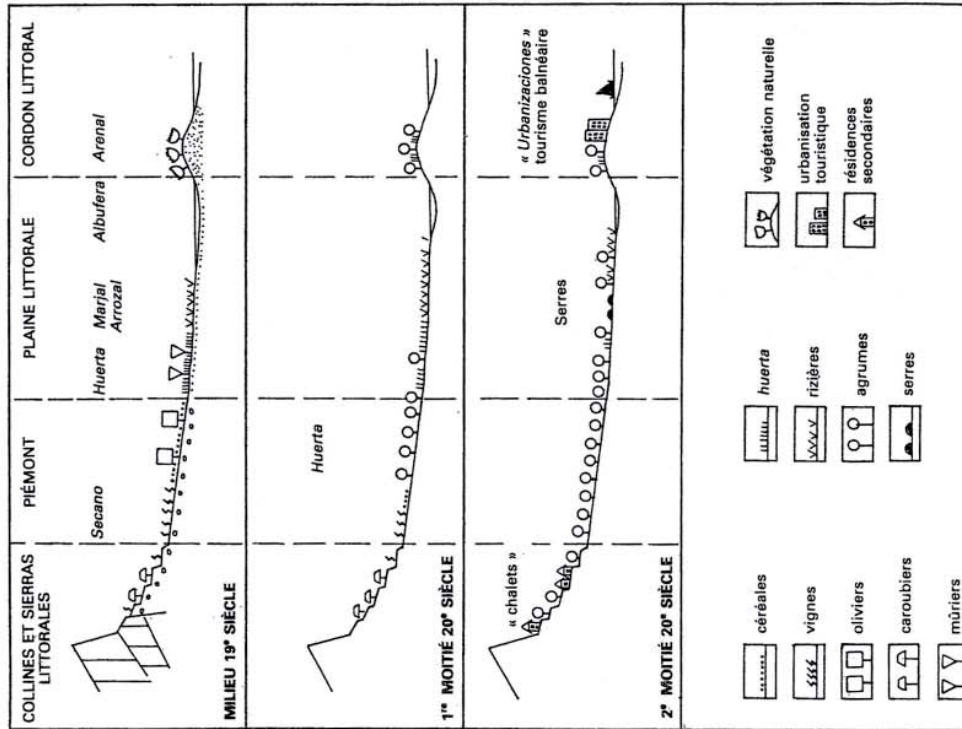 COLLINES ET SIERRAS
LITTORALES
PIÉMONT
PLAINE LITTORALE
CORDON LITTORAL
Secano
Huerta
Marjal
Arrozal
Albufera
Arenal
MILIEU 19e SIÈCLE
Huerta
1re MOITIÉ 20e SIÈCLE
« chalets »
Serres
« Urbanizaciones »
tourisme balnéaire
2e MOITIÉ 20e SIÈCLE
céréales
vignes
oliviers
caroubiers
mûriers
huerta
rizières
agrumes
serres
végétation naturelle
urbanisation
touristique
résidences
secondaires